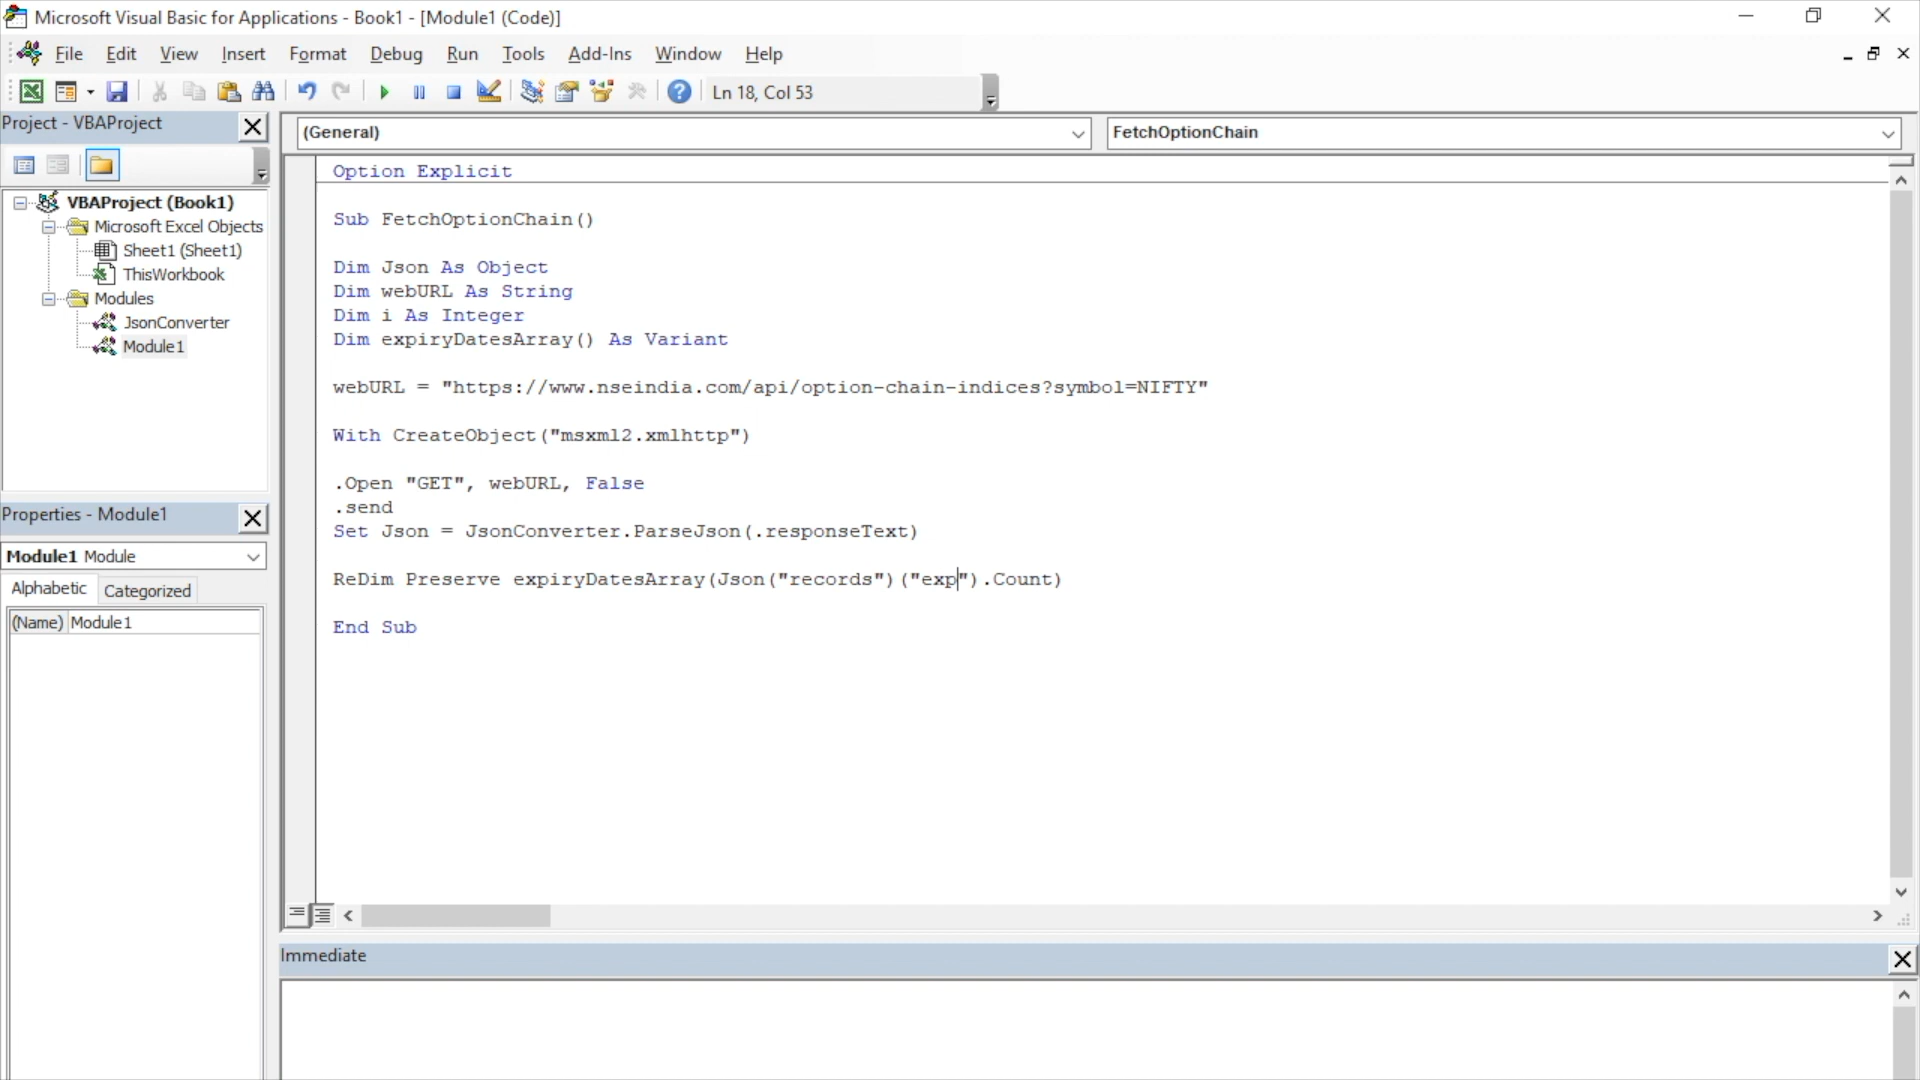 Microsoft Visual Basic for Applications - Book1 - [Module1 (Code)]
File Edit View Insert Format Debug Run Tools Add-Ins Window Help
Ln 18, Col 53
Project - VBAProject
(General)
FetchOptionChain
VBAProject (Book1)
Microsoft Excel Objects
Sheet1 (Sheet1)
ThisWorkbook
Modules
JsonConverter
Module1
Properties - Module1
Module1 Module
Alphabetic Categorized
(Name) Module1
Option Explicit
Sub FetchOptionChain()
Dim Json As Object
Dim webURL As String
Dim i As Integer
Dim expiryDatesArray() As Variant
webURL = "https://www.nseindia.com/api/option-chain-indices?symbol=NIFTY"
With CreateObject("msxml2.xmlhttp")
.Open "GET", webURL, False
.send
Set Json = JsonConverter.ParseJson(.responseText)
ReDim Preserve expiryDatesArray(Json("records")("exp").Count)
End Sub
Immediate